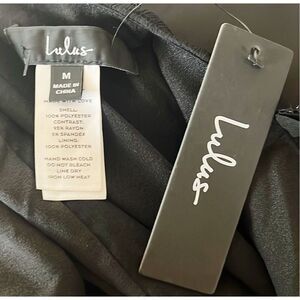 Lulus
M
MADE IN
CHINA
MADE WITH LOVE
SHELL:
100% POLYESTER
CONTRAST:
95% RAYON
5% SPANDEX
LINING:
100% POLYESTER
HAND WASH COLD
DO NOT BLEACH
LINE DRY
IRON LOW HEAT
Lulus